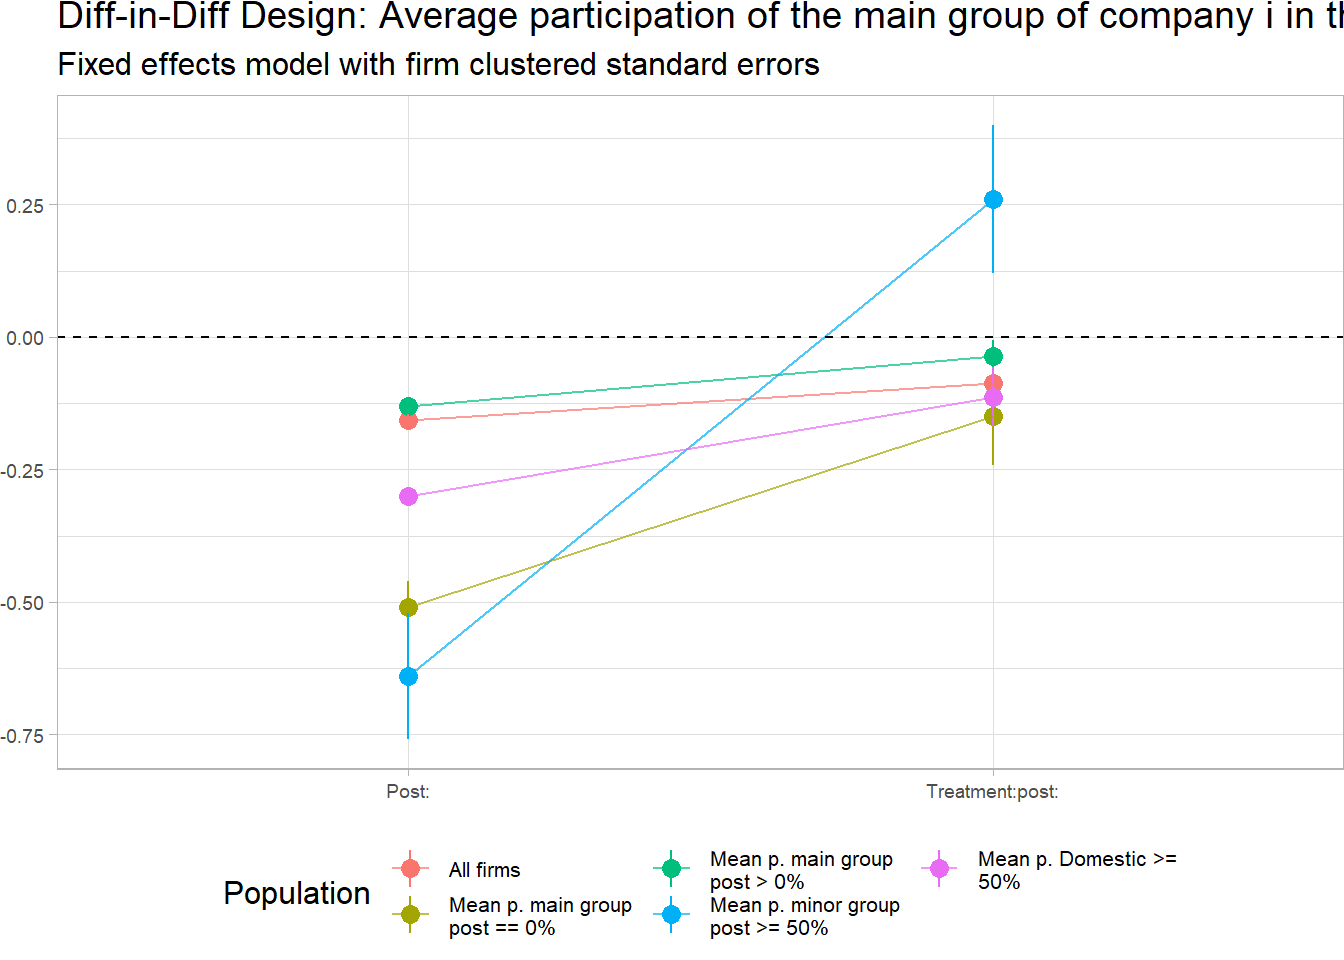 Diff-in-Diff Design: Average participation of the main group of company i in
Fixed effects model with firm clustered standard errors
0.25
0.00
-0.25
-0.50
-0.75
Post:
Treatment:post:
Population
All firms
Mean p. main group
post == 0%
Mean p. main group
post > 0%
Mean p. minor group
post >= 50%
Mean p. Domestic >=
50%